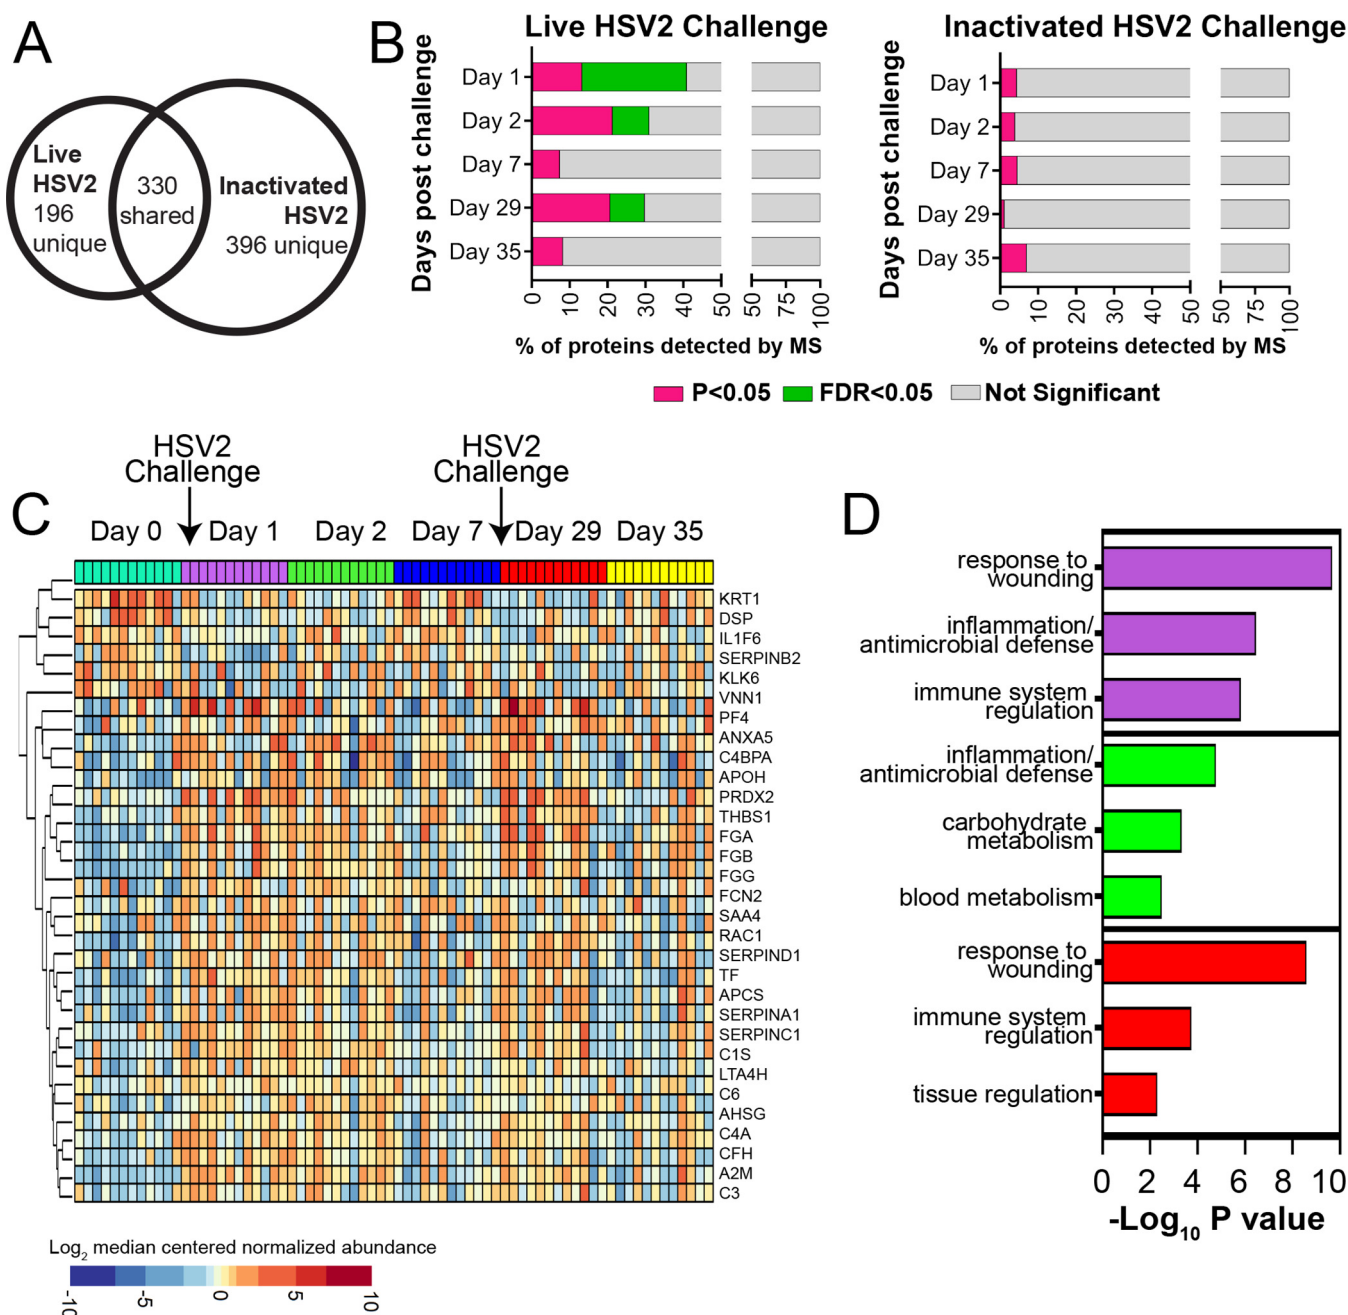 A
Live
HSV2
196
unique
330
shared
Inactivated
HSV2
396 unique
B
Live HSV2 Challenge
Days post challenge
Day 1
Day 2
Day 7
Day 29
Day 35
0 10 20 30 40 50 50 75 100
% of proteins detected by MS
Inactivated HSV2 Challenge
Days post challenge
Day 1
Day 2
Day 7
Day 29
Day 35
0 10 20 30 40 50 50 75 100
% of proteins detected by MS
P<0.05 FDR<0.05 Not Significant
C
HSV2
Challenge
HSV2
Challenge
Day 0 Day 1 Day 2 Day 7 Day 29 Day 35
KRT1
DSP
IL1F6
SERPINB2
KLK6
VNN1
PF4
ANXA5
C4BPA
APOH
PRDX2
THBS1
FGA
FGB
FGG
FCN2
SAA4
RAC1
SERPIND1
TF
APCS
SERPINA1
SERPINC1
C1S
LTA4H
C6
AHSG
C4A
CFH
A2M
C3
Log2 median centered normalized abundance
-10 -5 0 5 10
D
response to
wounding
inflammation/
antimicrobial defense
immune system
regulation
inflammation/
antimicrobial defense
carbohydrate
metabolism
blood metabolism
response to
wounding
immune system
regulation
tissue regulation
0 2 4 6 8 10
-Log10 P value